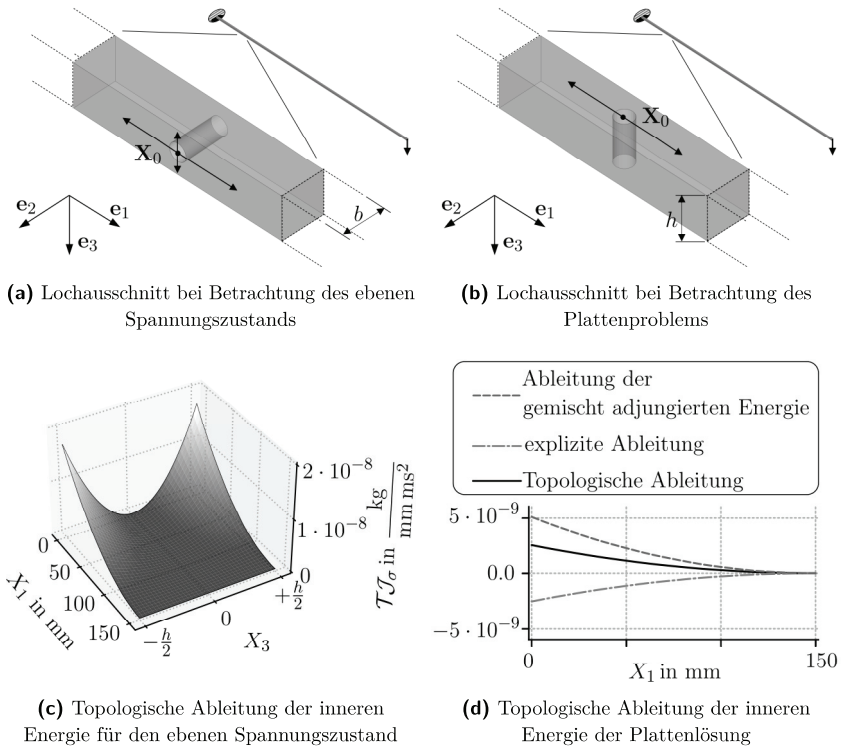 X₀
e₂
e₁
e₃
b
(a) Lochausschnitt bei Betrachtung des ebenen
Spannungszustands
X₀
e₂
e₁
e₃
h
(b) Lochausschnitt bei Betrachtung des
Plattenproblems
2 · 10⁻⁸
1 · 10⁻⁸
0
𝒯𝒥σ in kg / mm ms²
0
50
100
150
X₁ in mm
−h/2
0
+h/2
X₃
(c) Topologische Ableitung der inneren
Energie für den ebenen Spannungszustand
Ableitung der
gemischt adjungierten Energie
explizite Ableitung
Topologische Ableitung
5 · 10⁻⁹
0.0
−5 · 10⁻⁹
0
150
X₁ in mm
(d) Topologische Ableitung der inneren
Energie der Plattenlösung